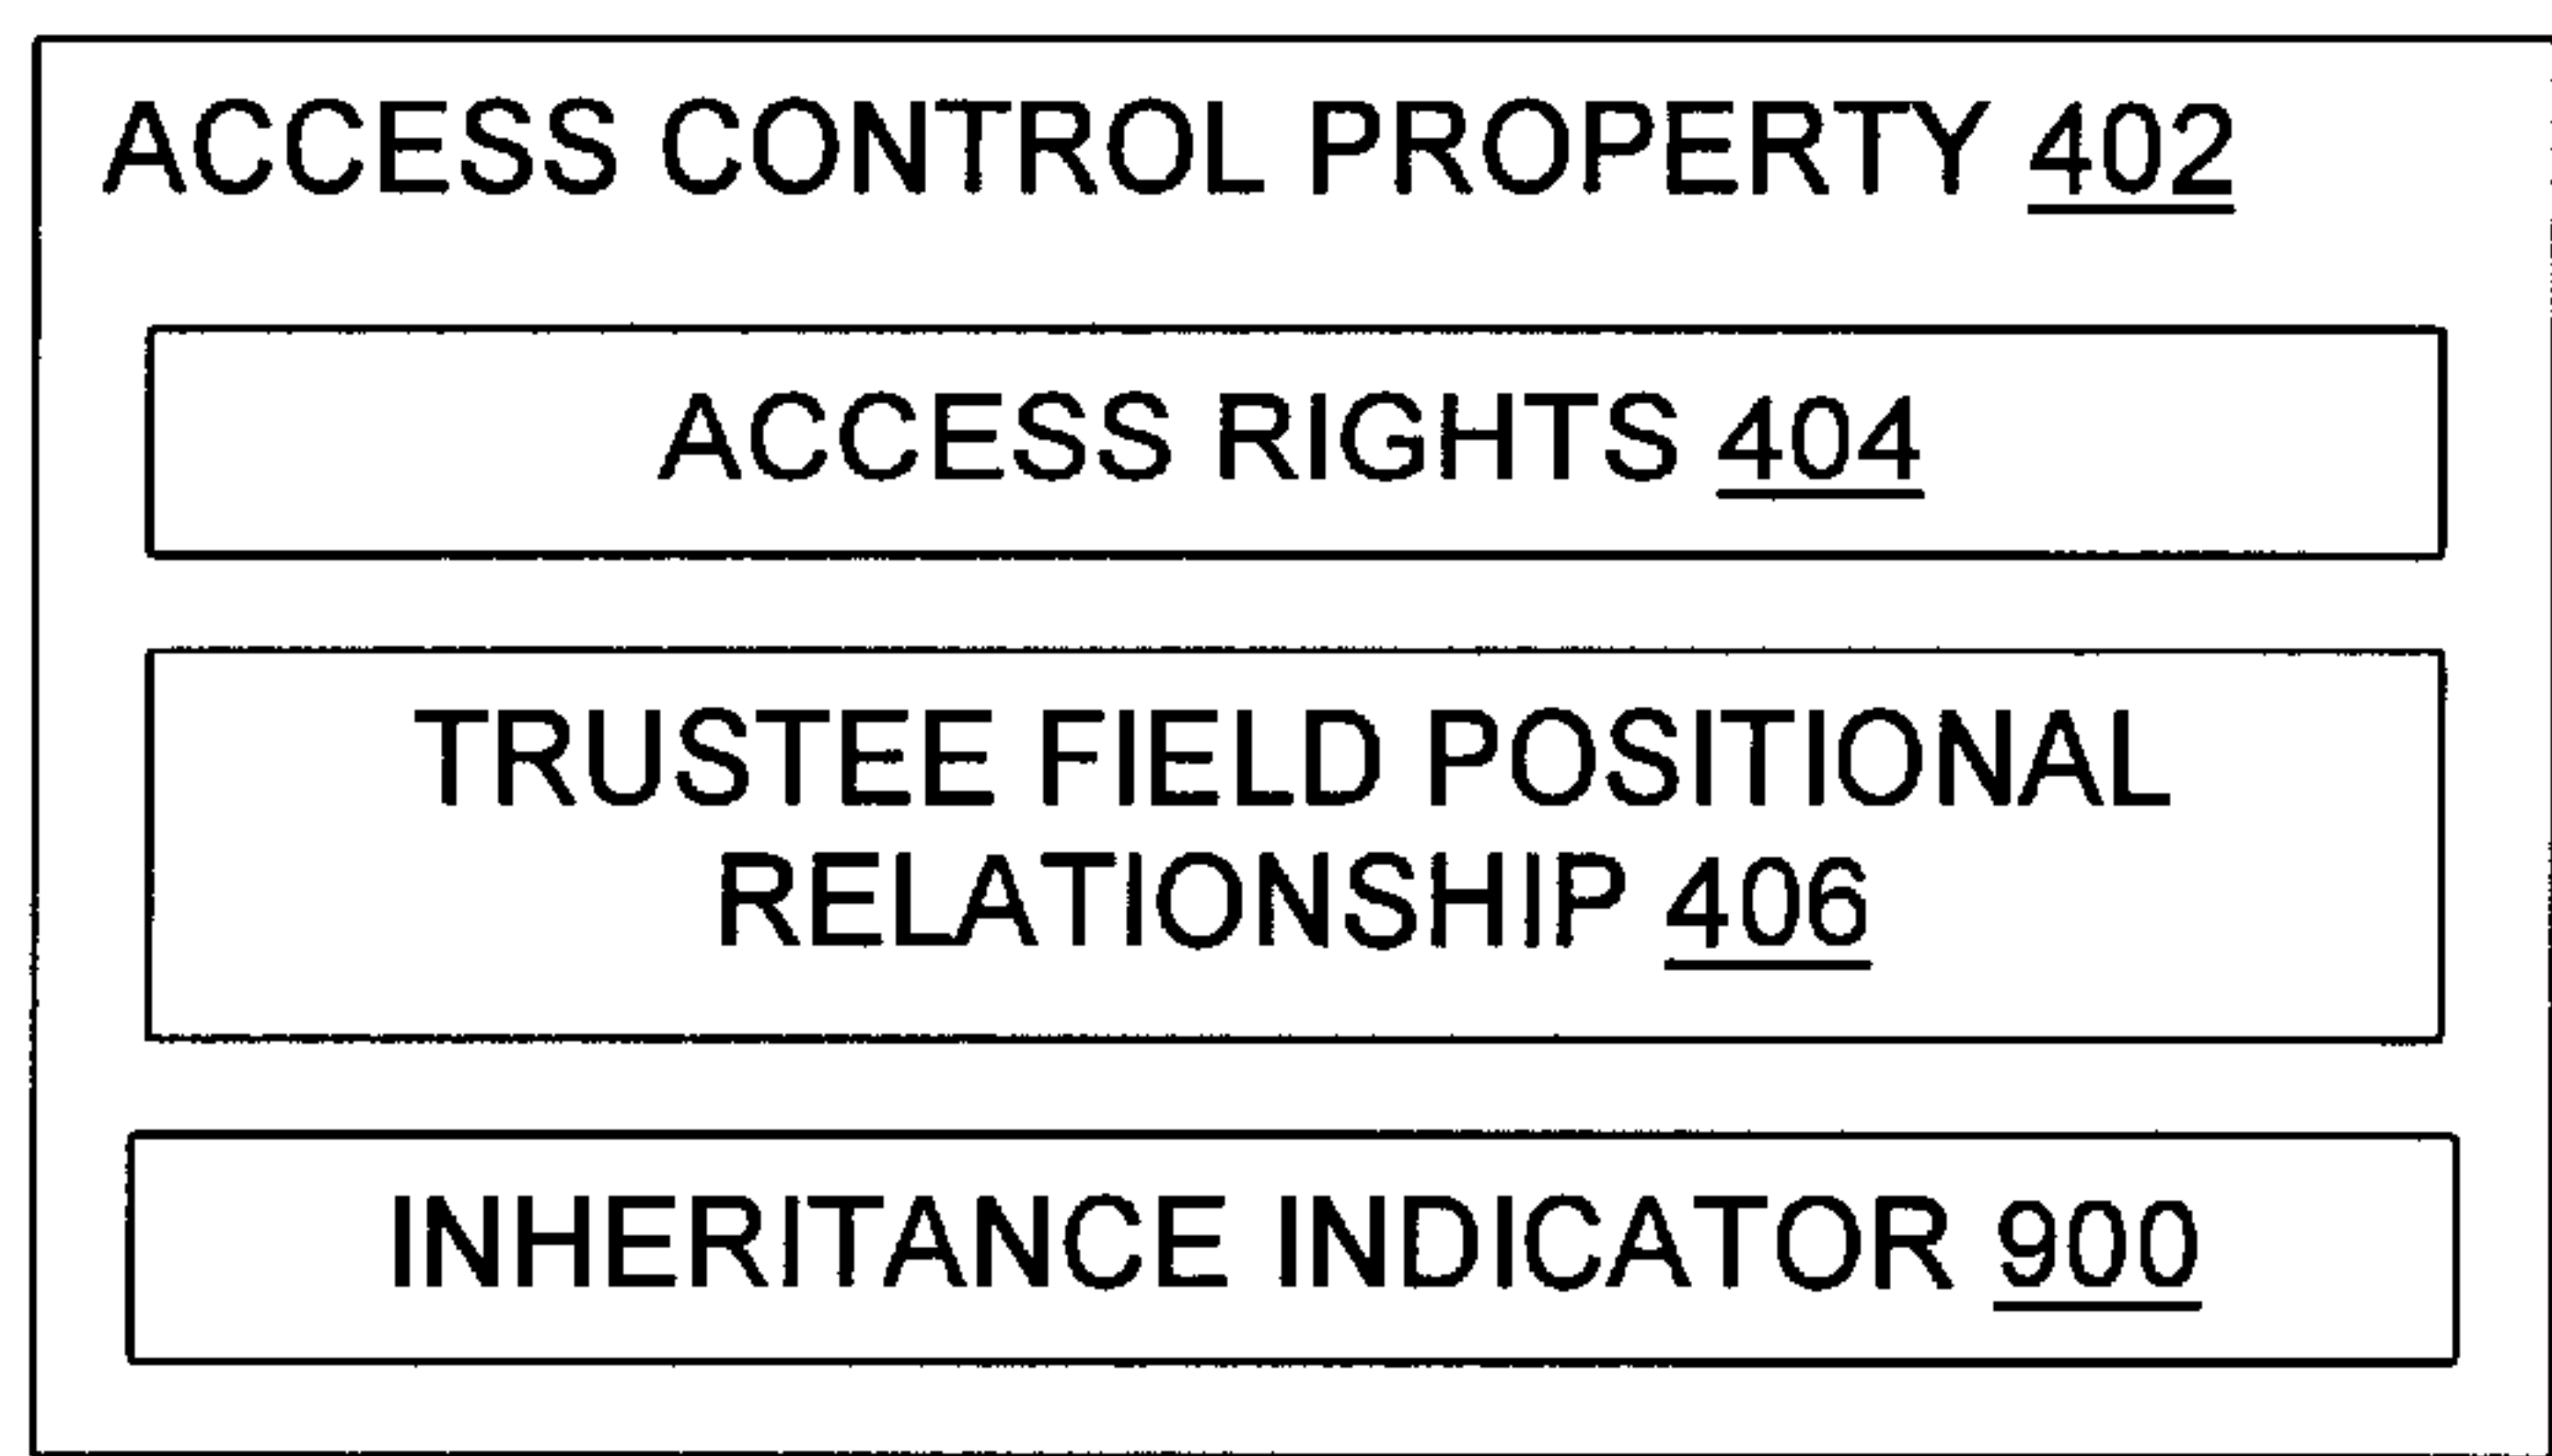 ACCESS CONTROL PROPERTY 402
ACCESS RIGHTS 404
TRUSTEE FIELD POSITIONAL
RELATIONSHIP 406
INHERITANCE INDICATOR 900